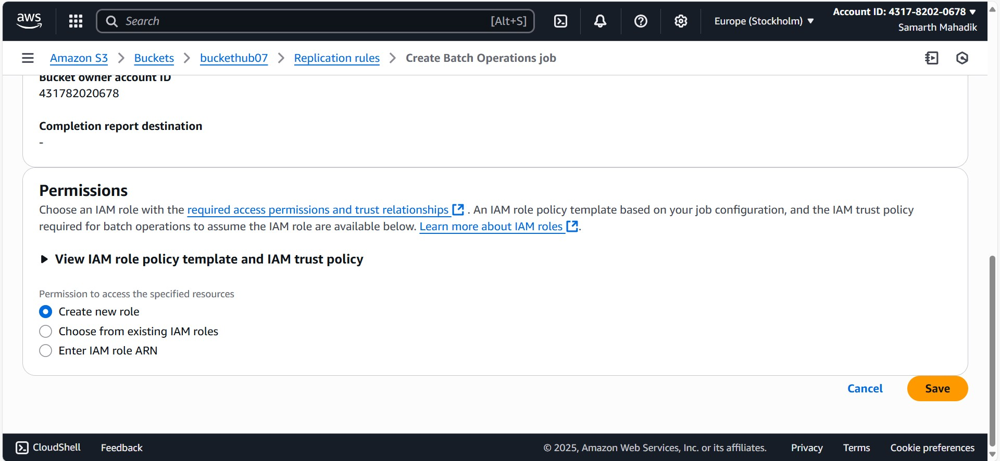 aws
Search [Alt+S]
Europe (Stockholm)
Account ID: 4317-8202-0678
Samarth Mahadik
Amazon S3 Buckets buckethub07 Replication rules Create Batch Operations job
Bucket owner account ID
431782020678
Completion report destination
-
Permissions
Choose an IAM role with the required access permissions and trust relationships . An IAM role policy template based on your job configuration, and the IAM trust policy
required for batch operations to assume the IAM role are available below. Learn more about IAM roles .
View IAM role policy template and IAM trust policy
Permission to access the specified resources
Create new role
Choose from existing IAM roles
Enter IAM role ARN
Cancel Save
CloudShell Feedback © 2025, Amazon Web Services, Inc. or its affiliates. Privacy Terms Cookie preferences